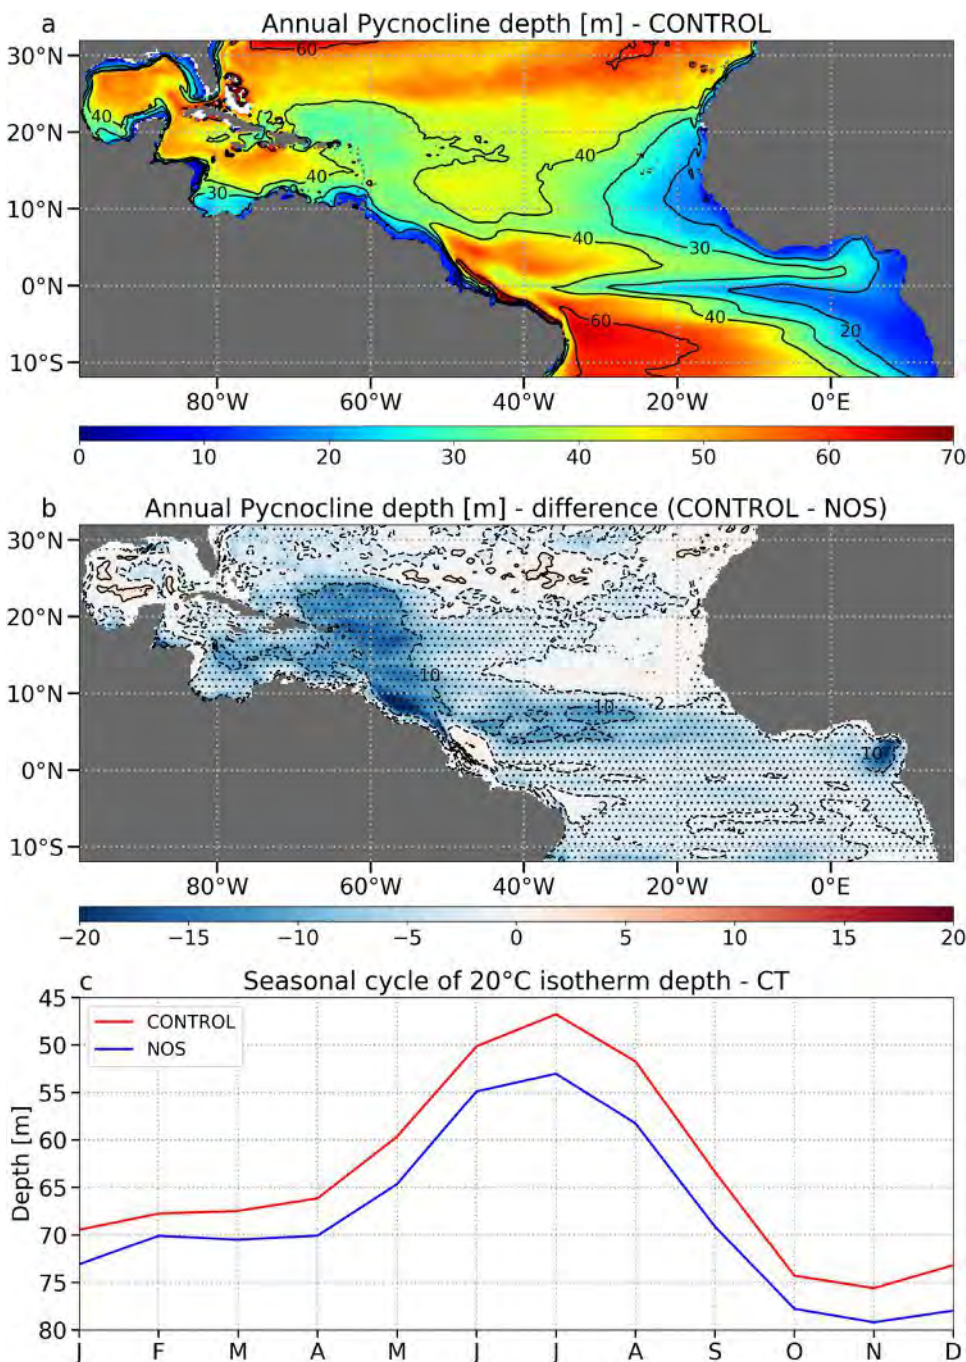 a
Annual Pycnocline depth [m] - CONTROL
30°N
20°N
10°N
0°N
10°S
60
40
40
30
40
40
30
40
20
60
80°W 60°W 40°W 20°W 0°E
0 10 20 30 40 50 60 70
b
Annual Pycnocline depth [m] - difference (CONTROL - NOS)
30°N
20°N
10°N
0°N
10°S
-10
-10
-2
-2
10
-2
-2
-2
80°W 60°W 40°W 20°W 0°E
−20 −15 −10 −5 0 5 10 15 20
c
Seasonal cycle of 20°C isotherm depth - CT
CONTROL
NOS
Depth [m]
45
50
55
60
65
70
75
80
J F M A M J J A S O N D